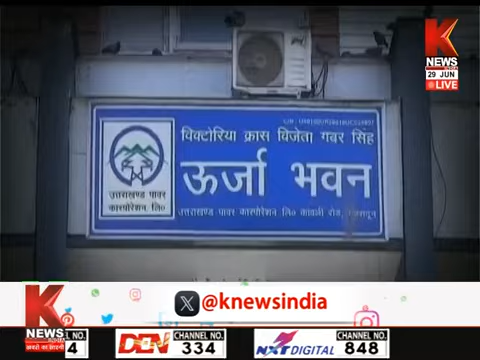 K
NEWS
29 JUN
LIVE
विक्टोरिया क्रास विजेता गबर सिंह
ऊर्जा भवन
उत्तराखण्ड पावर
कारपोरेशन लि०
उत्तराखण्ड पावर कारपोरेशन लि० कांवली रोड, देहरादून
@knewsindia
K
NEWS
4
DEN
CHANNEL NO.
334
NXT DIGITAL
CHANNEL NO.
848